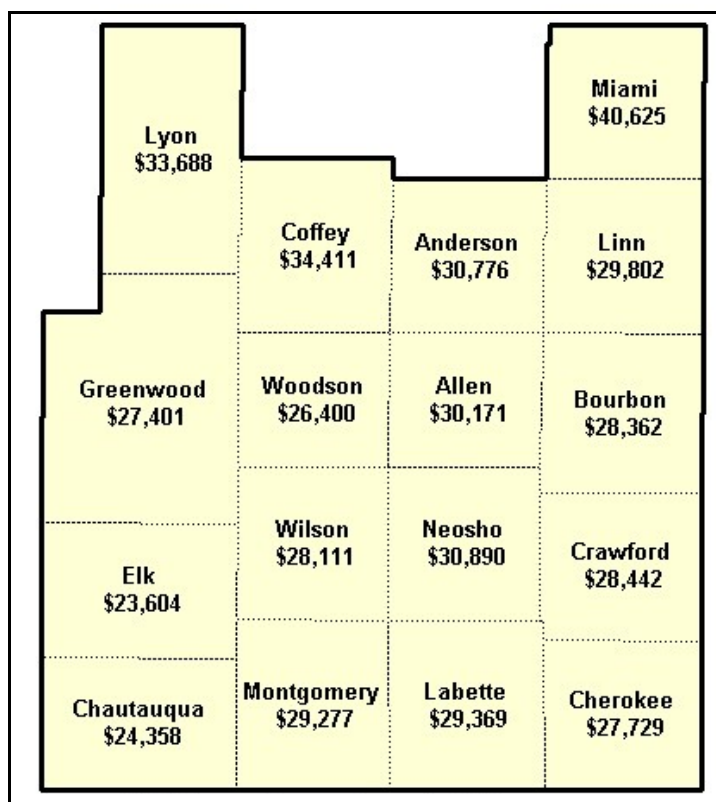 Miami
$40,625
Lyon
$33,688
Coffey
$34,411
Anderson
$30,776
Linn
$29,802
Greenwood
$27,401
Woodson
$26,400
Allen
$30,171
Bourbon
$28,362
Wilson
$28,111
Neosho
$30,890
Crawford
$28,442
Elk
$23,604
Chautauqua
$24,358
Montgomery
$29,277
Labette
$29,369
Cherokee
$27,729